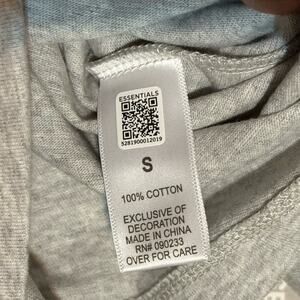 ESSENTIALS
5281900012019
S
100% COTTON
EXCLUSIVE OF
DECORATION
MADE IN CHINA
RN# 090233
OVER FOR CARE